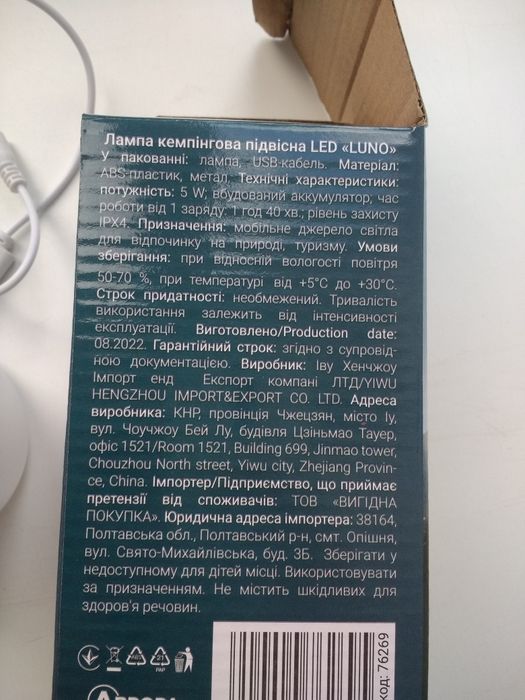 Лампа кемпінгова підвісна LED «LUNO»
У пакованні: лампа, USB-кабель. Матеріал:
ABS-пластик, метал. Технічні характеристики:
потужність: 5 W; вбудований акумулятор; час
роботи від 1 заряду: 1 год 40 хв.; рівень захисту
IPX4. Призначення: мобільне джерело світла
для відпочинку на природі, туризму. Умови
зберігання: при відносній вологості повітря
50-70 %, при температурі від +5°C до +30°C.
Строк придатності: необмежений. Тривалість
використання залежить від інтенсивності
експлуатації. Виготовлено/Production date:
08.2022. Гарантійний строк: згідно з супровід-
ною документацією. Виробник: Іву Хенчжоу
Імпорт енд Експорт компані ЛТД/YIWU
HENGZHOU IMPORT&EXPORT CO. LTD. Адреса
виробника: КНР, провінція Чжецзян, місто Іу,
вул. Чоучжоу Бей Лу, будівля Цзіньмао Тауер,
офіс 1521/Room 1521, Building 699, Jinmao tower,
Chouzhou North street, Yiwu city, Zhejiang Provin-
ce, China. Імпортер/Підприємство, що приймає
претензії від споживачів: ТОВ «ВИГІДНА
ПОКУПКА». Юридична адреса імпортера: 38164,
Полтавська обл., Полтавський р-н, смт. Опішня,
вул. Свято-Михайлівська, буд. 3Б. Зберігати у
недоступному для дітей місці. Використовувати
за призначенням. Не містить шкідливих для
здоров'я речовин.
21
PAP
код: 76269